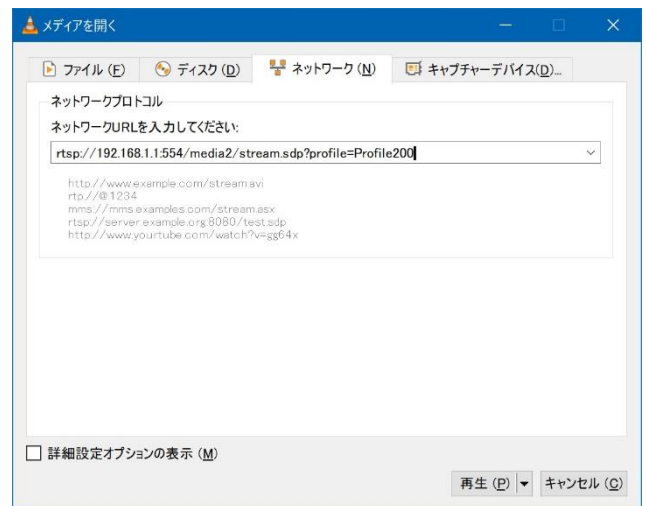 メディアを開く
ファイル (F) ディスク (D) ネットワーク (N) キャプチャーデバイス(D)...
ネットワークプロトコル
ネットワークURLを入力してください:
rtsp://192.168.1.1:554/media2/stream.sdp?profile=Profile200
http://www.example.com/stream.avi
rtp://@:1234
mms://mms.examples.com/stream.asx
rtsp://server.example.org:8080/test.sdp
http://www.yourtube.com/watch?v=gg64x
詳細設定オプションの表示 (M)
再生 (P) キャンセル (C)